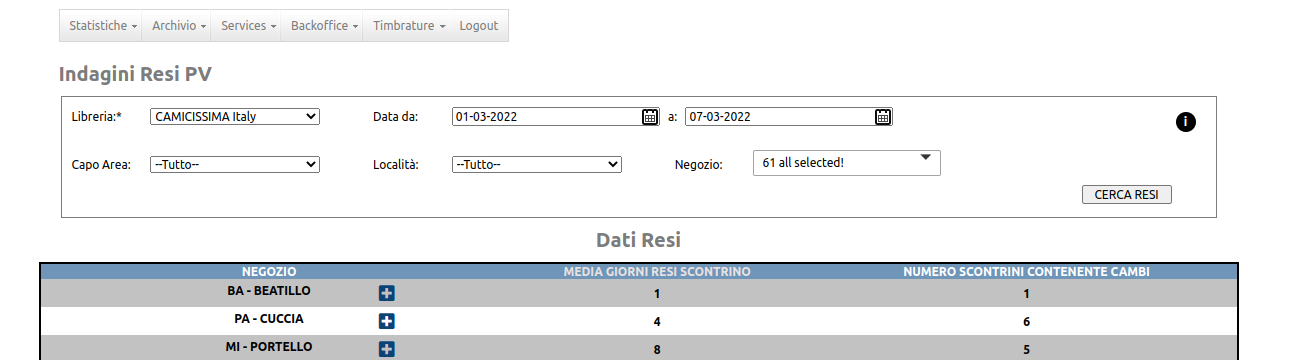 Statistiche Archivio Services Backoffice Timbrature Logout
Indagini Resi PV
Libreria:* CAMICISSIMA Italy Data da: 01-03-2022 a: 07-03-2022 i
Capo Area: --Tutto-- Località: --Tutto-- Negozio: 61 all selected!
CERCA RESI
Dati Resi
NEGOZIO MEDIA GIORNI RESI SCONTRINO NUMERO SCONTRINI CONTENENTE CAMBI
BA - BEATILLO 1 1
PA - CUCCIA 4 6
MI - PORTELLO 8 5